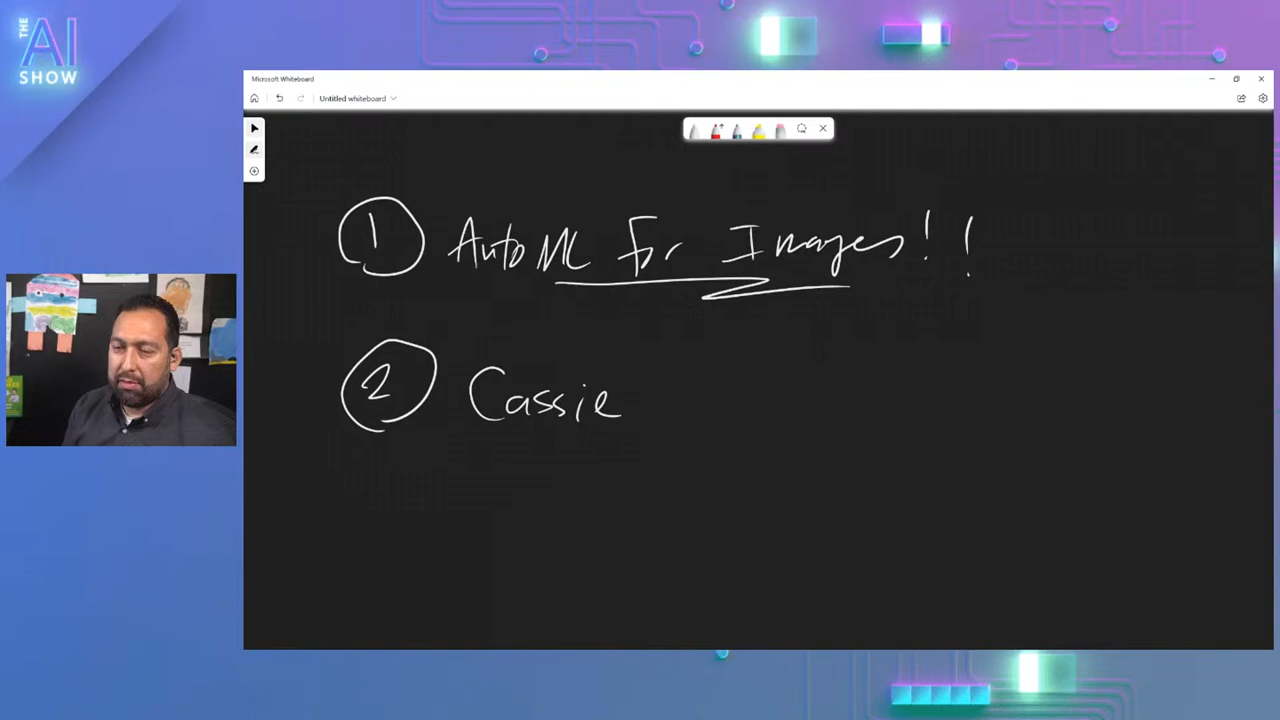 THE
AI
SHOW
Microsoft Whiteboard
Untitled whiteboard
1 AutoML For Images!!
2 Cassie